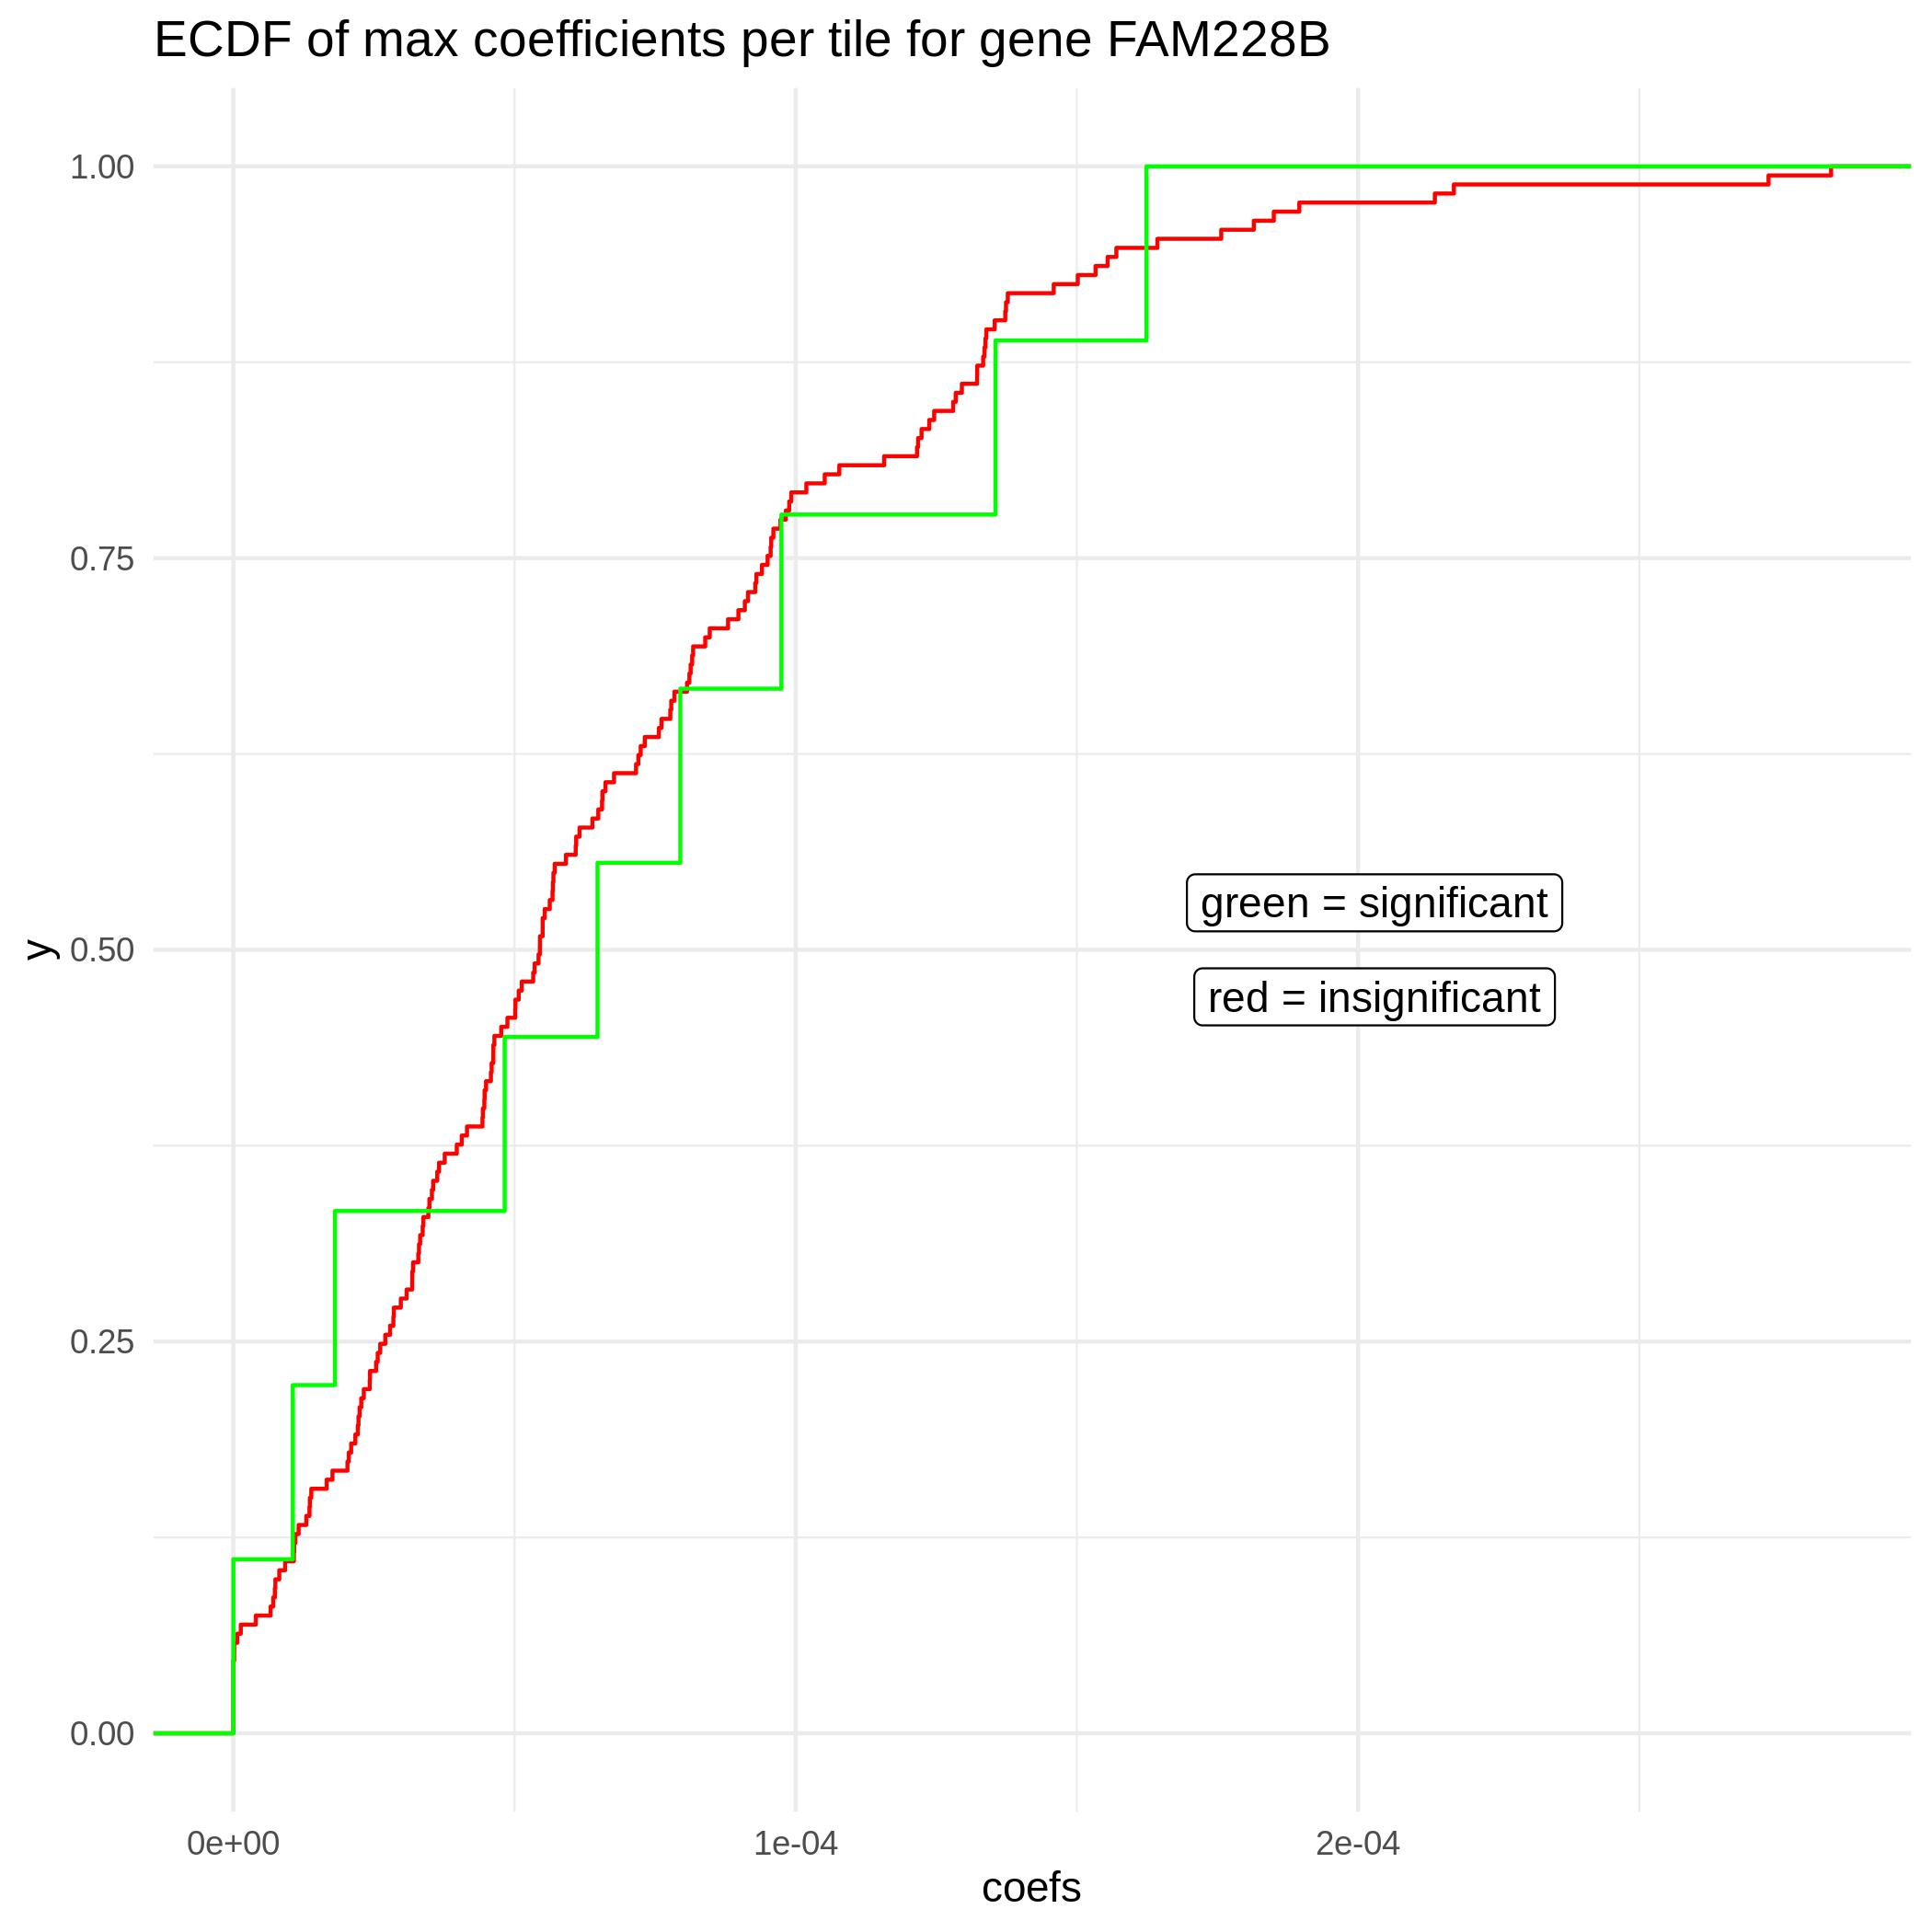 ECDF of max coefficients per tile for gene FAM228B
1.00
0.75
0.50
0.25
0.00
y
green = significant
red = insignificant
0e+00
1e-04
2e-04
coefs